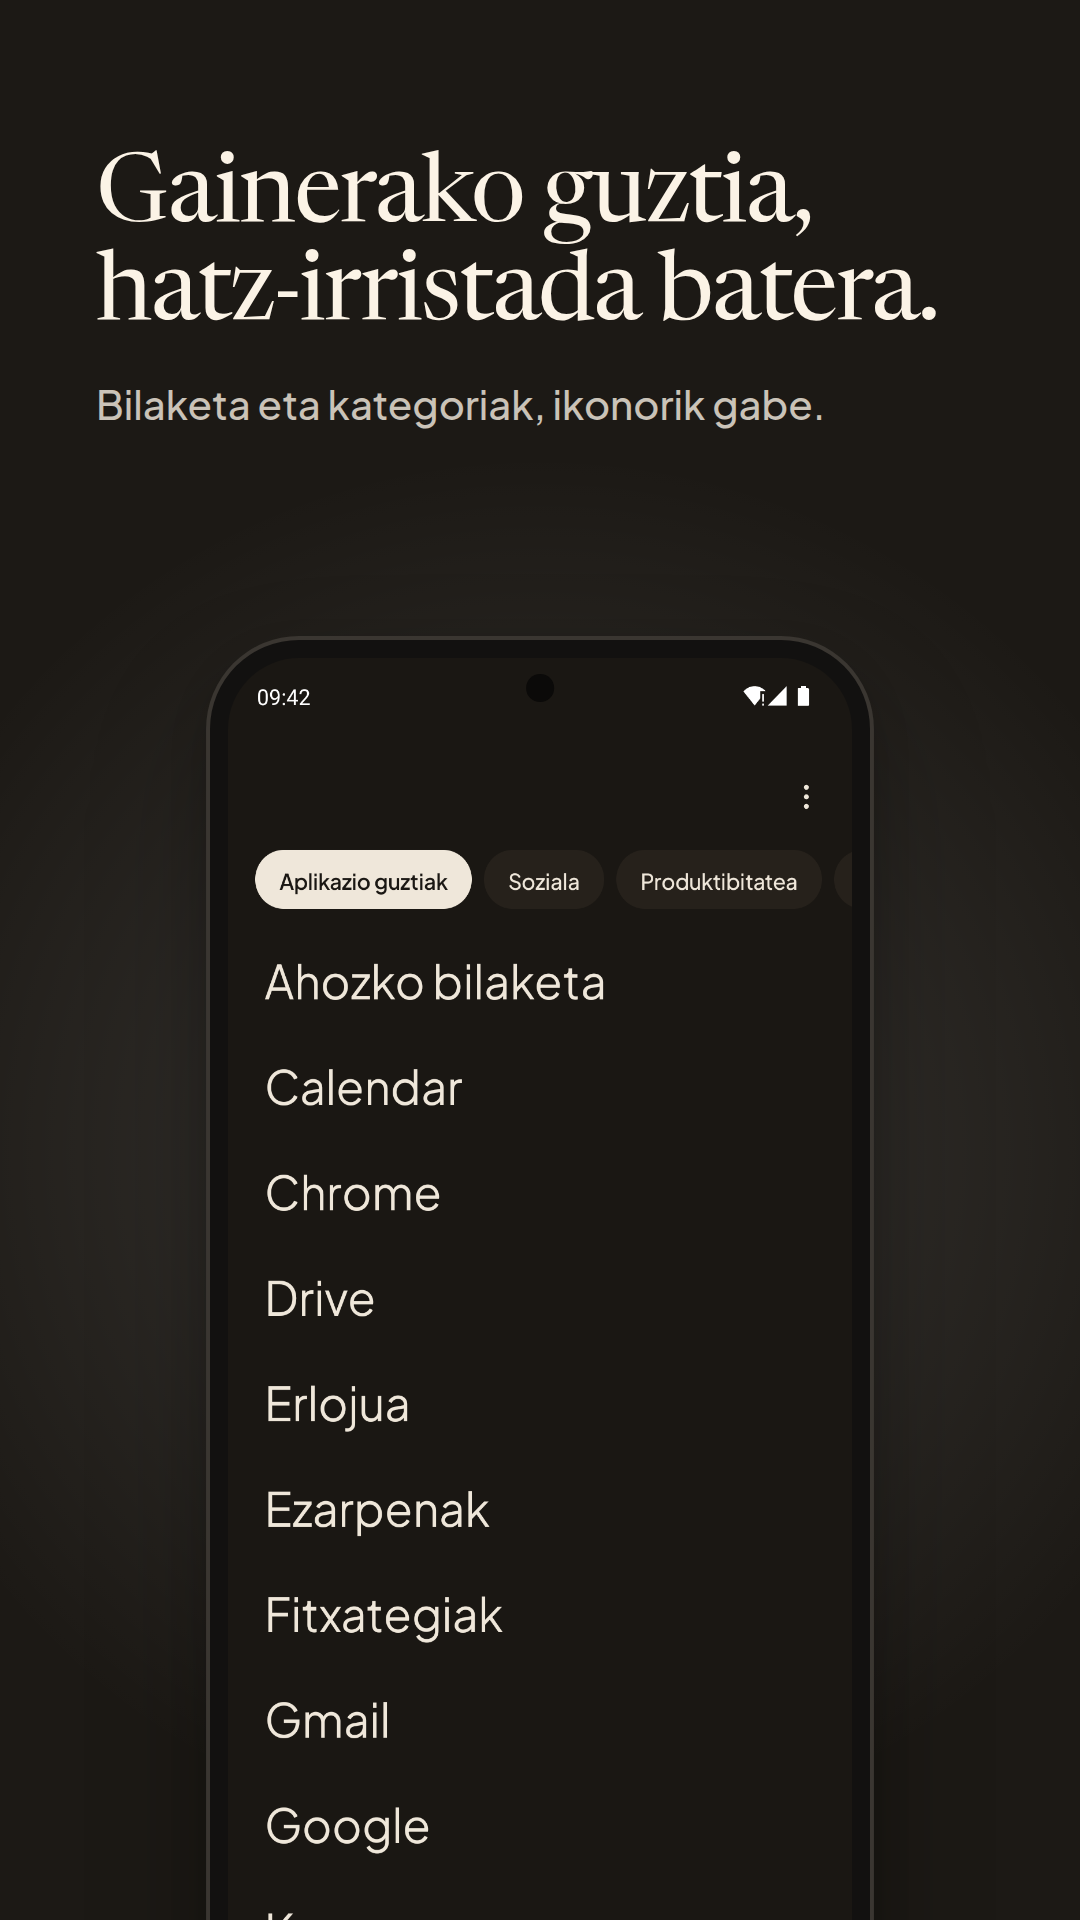 Gainerako guztia,
hatz-irristada batera.
Bilaketa eta kategoriak, ikonorik gabe.
09:42
Aplikazio guztiak
Soziala
Produktibitatea
Ahozko bilaketa
Calendar
Chrome
Drive
Erlojua
Ezarpenak
Fitxategiak
Gmail
Google